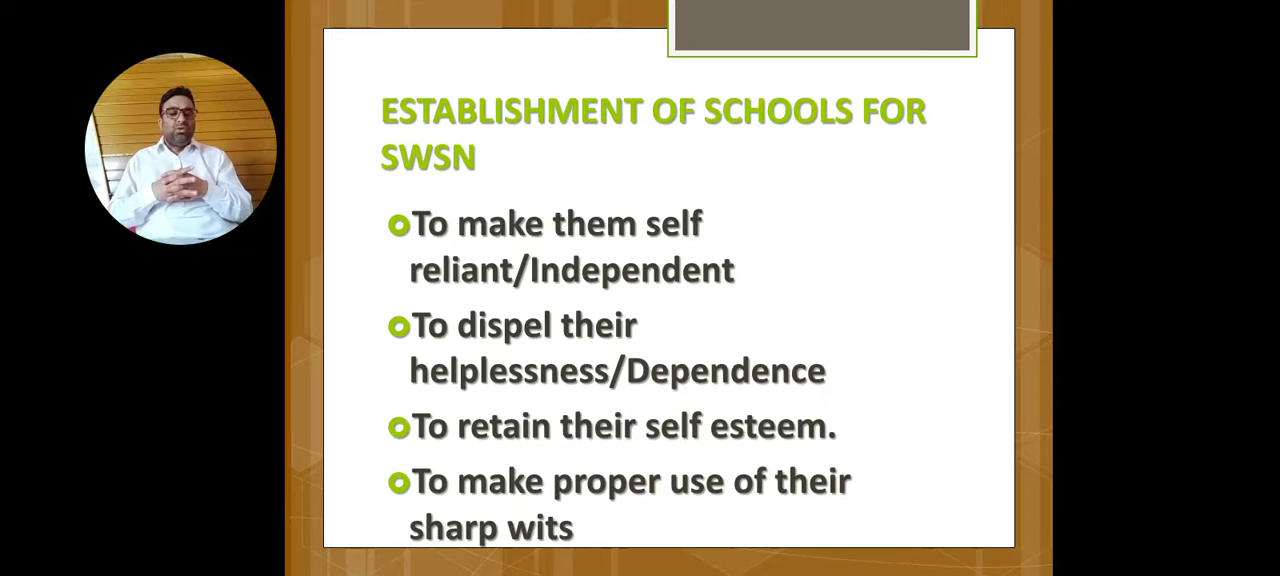 ESTABLISHMENT OF SCHOOLS FOR
SWSN
To make them self
reliant/Independent
To dispel their
helplessness/Dependence
To retain their self esteem.
To make proper use of their
sharp wits